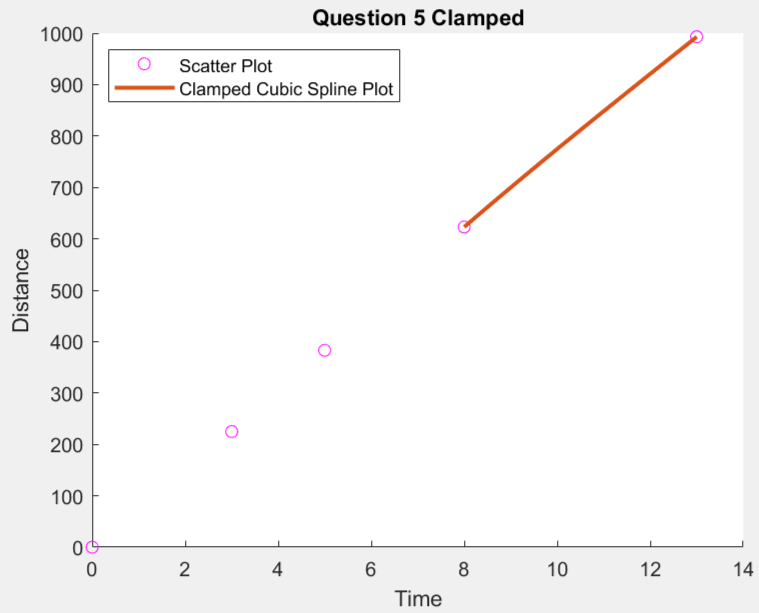 Question 5 Clamped
Scatter Plot
Clamped Cubic Spline Plot
1000
900
800
700
600
500
400
300
200
100
0
Distance
0 2 4 6 8 10 12 14
Time